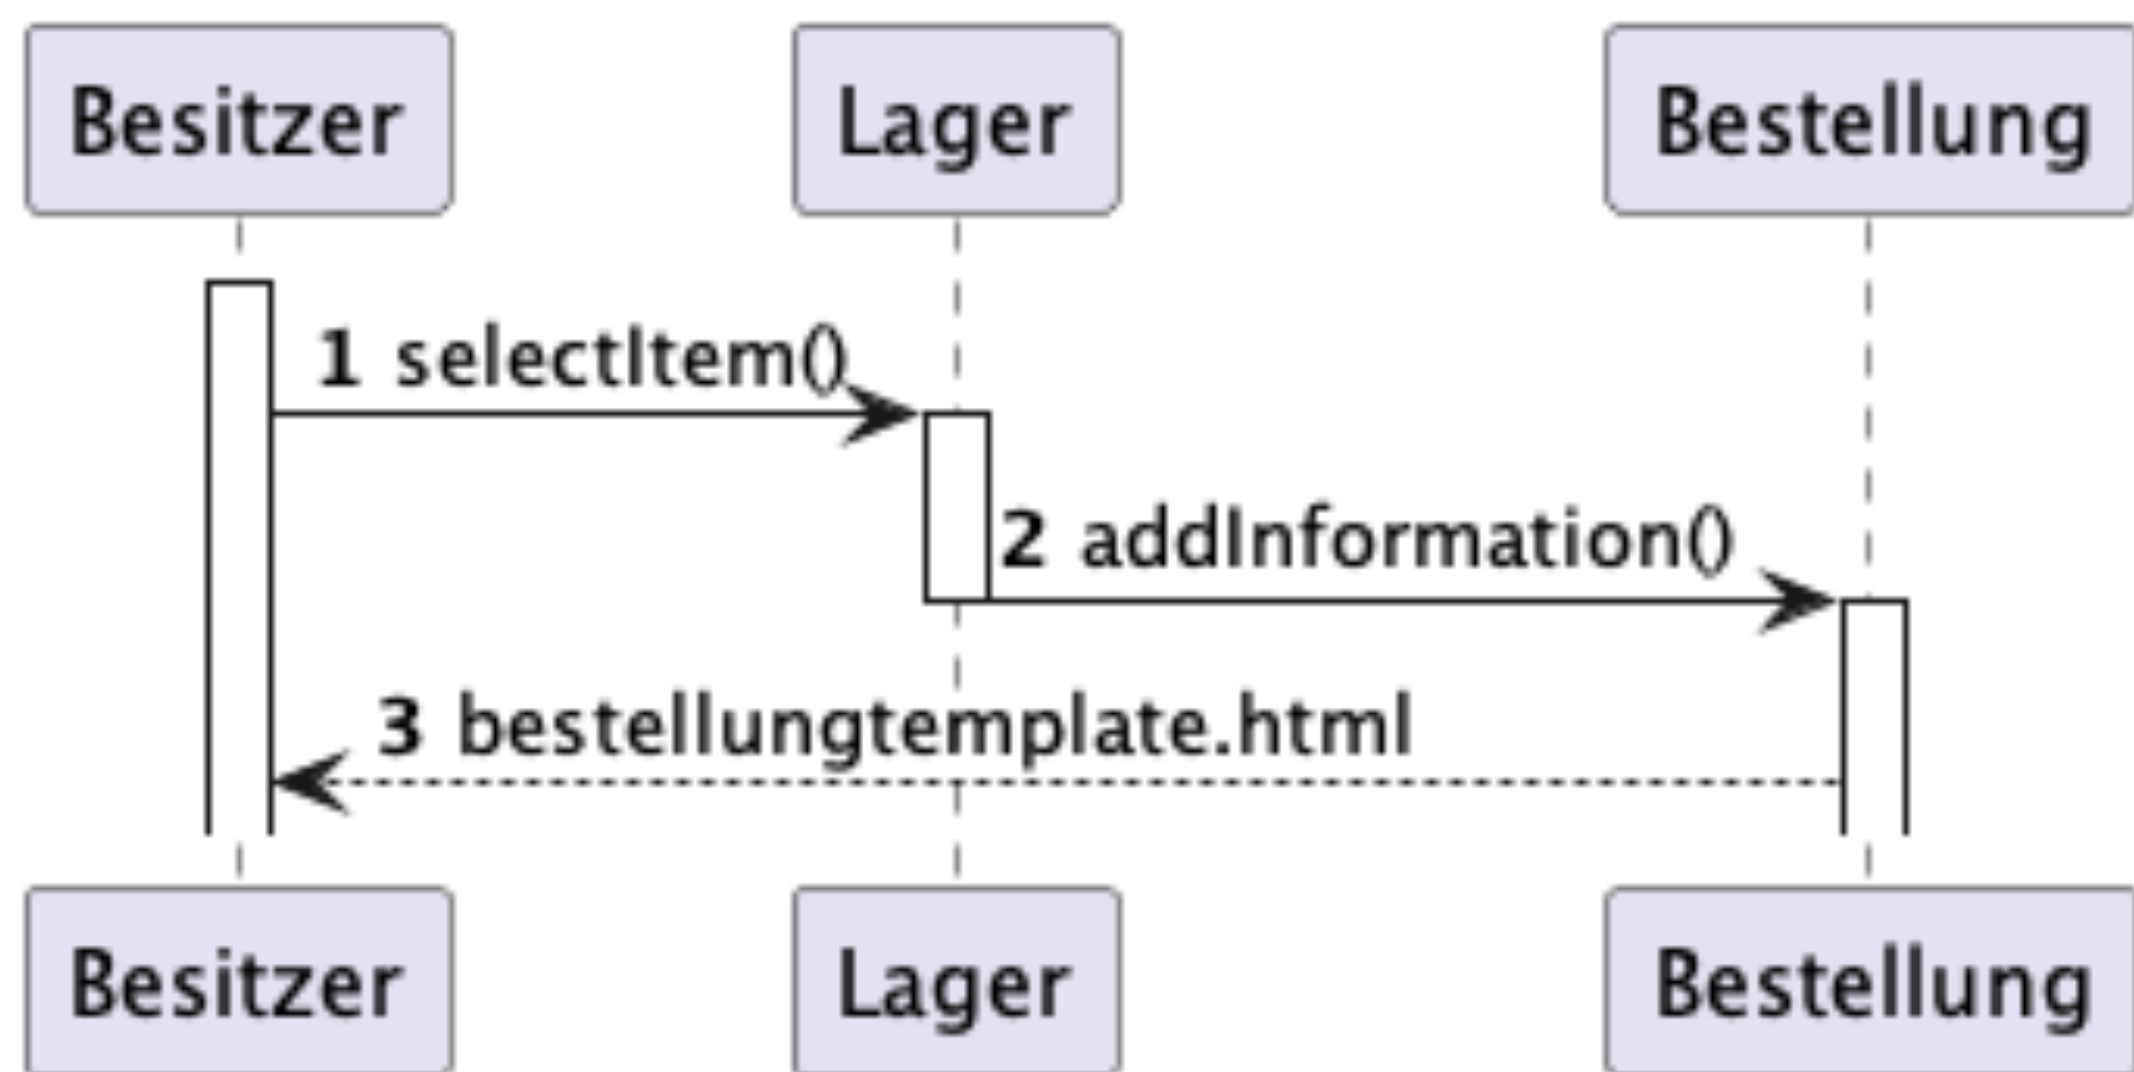 Besitzer
Lager
Bestellung
1 selectItem()
2 addInformation()
3 bestellungtemplate.html
Besitzer
Lager
Bestellung